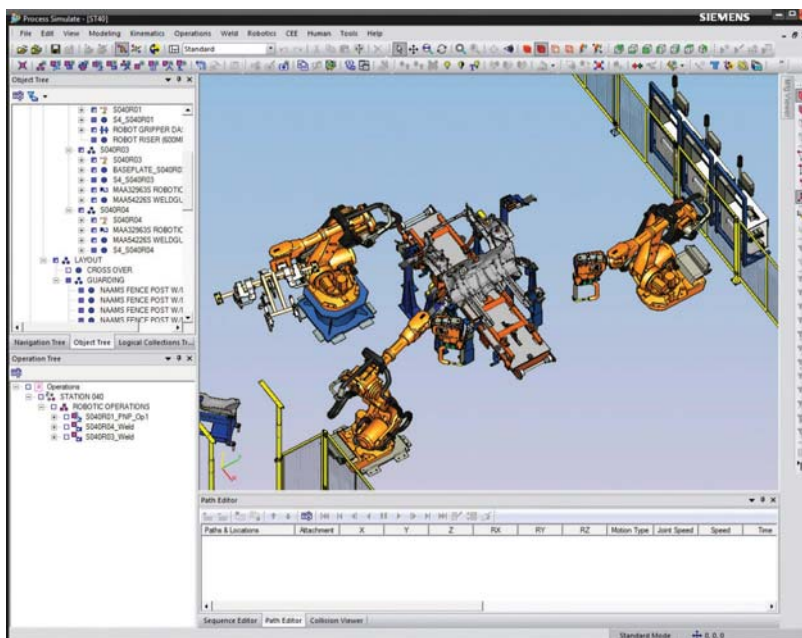 Process Simulate - [ST40]
SIEMENS
File Edit View Modeling Kinematics Operations Weld Robotics CEE Human Tools Help
Standard
Object Tree
S040R01
S4_S040R01
ROBOT GRIPPER DA
ROBOT RISER (600M
S040R03
S040R03
BASEPLATE_S040R0
S4_S040R03
MAA32963S ROBOTIC
MAA54226S WELDGU
S040R04
S040R04
MAA32963S ROBOTIC
MAA54226S WELDGU
S4_S040R04
LAYOUT
CROSS OVER
GUARDING
NAAMS FENCE POST W/
NAAMS FENCE POST W/
NAAMS FENCE POST W/
NAAMS FENCE POST W/
Navigation Tree Object Tree Logical Collections Tr...
Operation Tree
Operations
STATION 040
ROBOTIC OPERATIONS
S040R01_PNP_Op1
S040R04_Weld
S040R03_Weld
Path Editor
Paths & Locations Attachment X Y Z RX RY RZ Motion Type Joint Speed Speed Time
Sequence Editor Path Editor Collision Viewer
Standard Mode 0, 0, 0